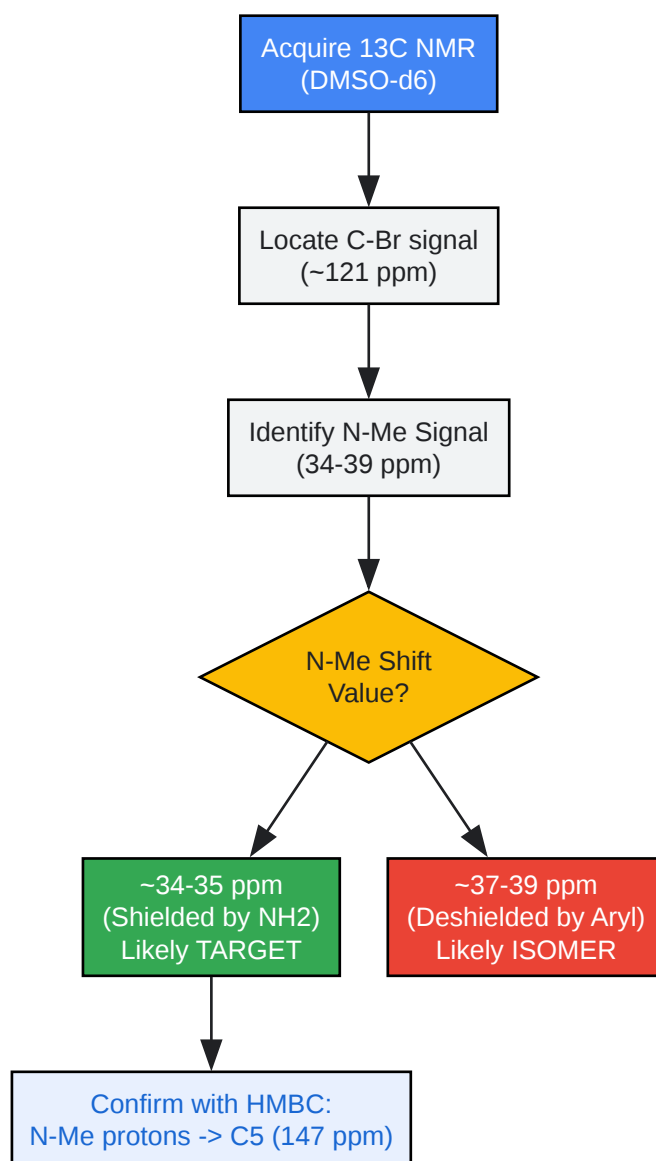 Acquire 13C NMR
(DMSO-d6)
Locate C-Br signal
(~121 ppm)
Identify N-Me Signal
(34-39 ppm)
N-Me Shift
Value?
~34-35 ppm
(Shielded by NH2)
Likely TARGET
~37-39 ppm
(Deshielded by Aryl)
Likely ISOMER
Confirm with HMBC:
N-Me protons -> C5 (147 ppm)